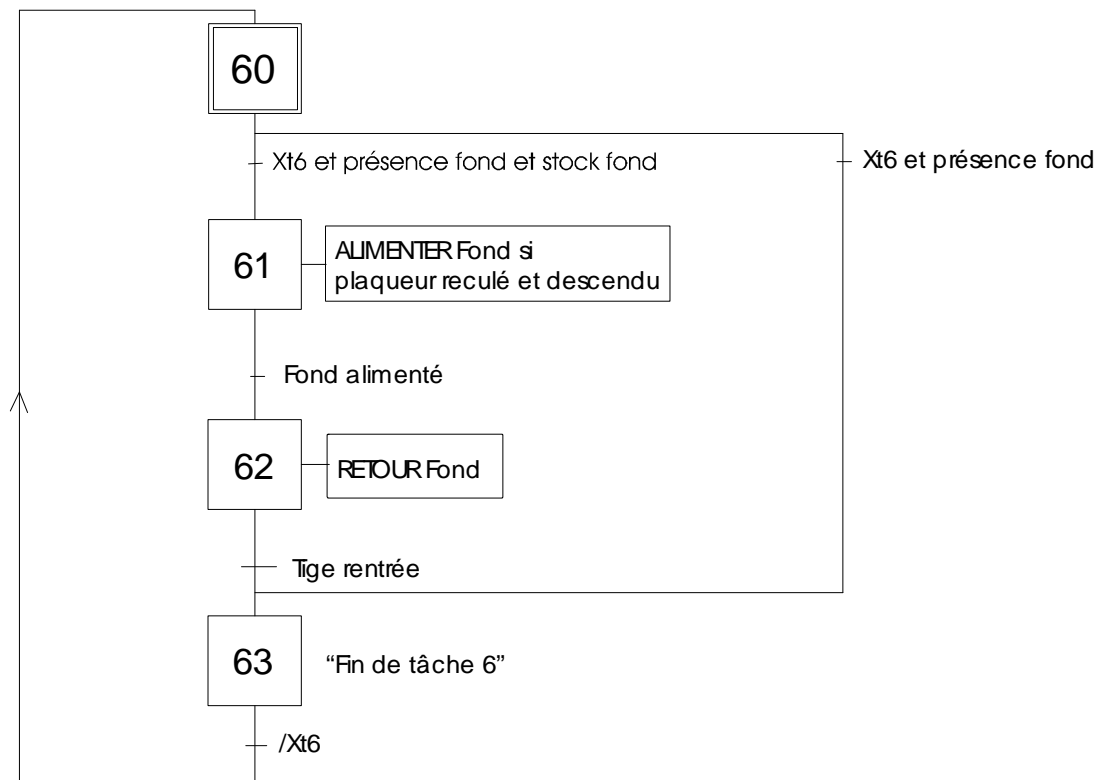 60
Xt6 et présence fond et stock fond
Xt6 et présence fond
61
ALIMENTER Fond si
plaqueur reculé et descendu
Fond alimenté
62
RETOUR Fond
Tige rentrée
63
“Fin de tâche 6”
/Xt6